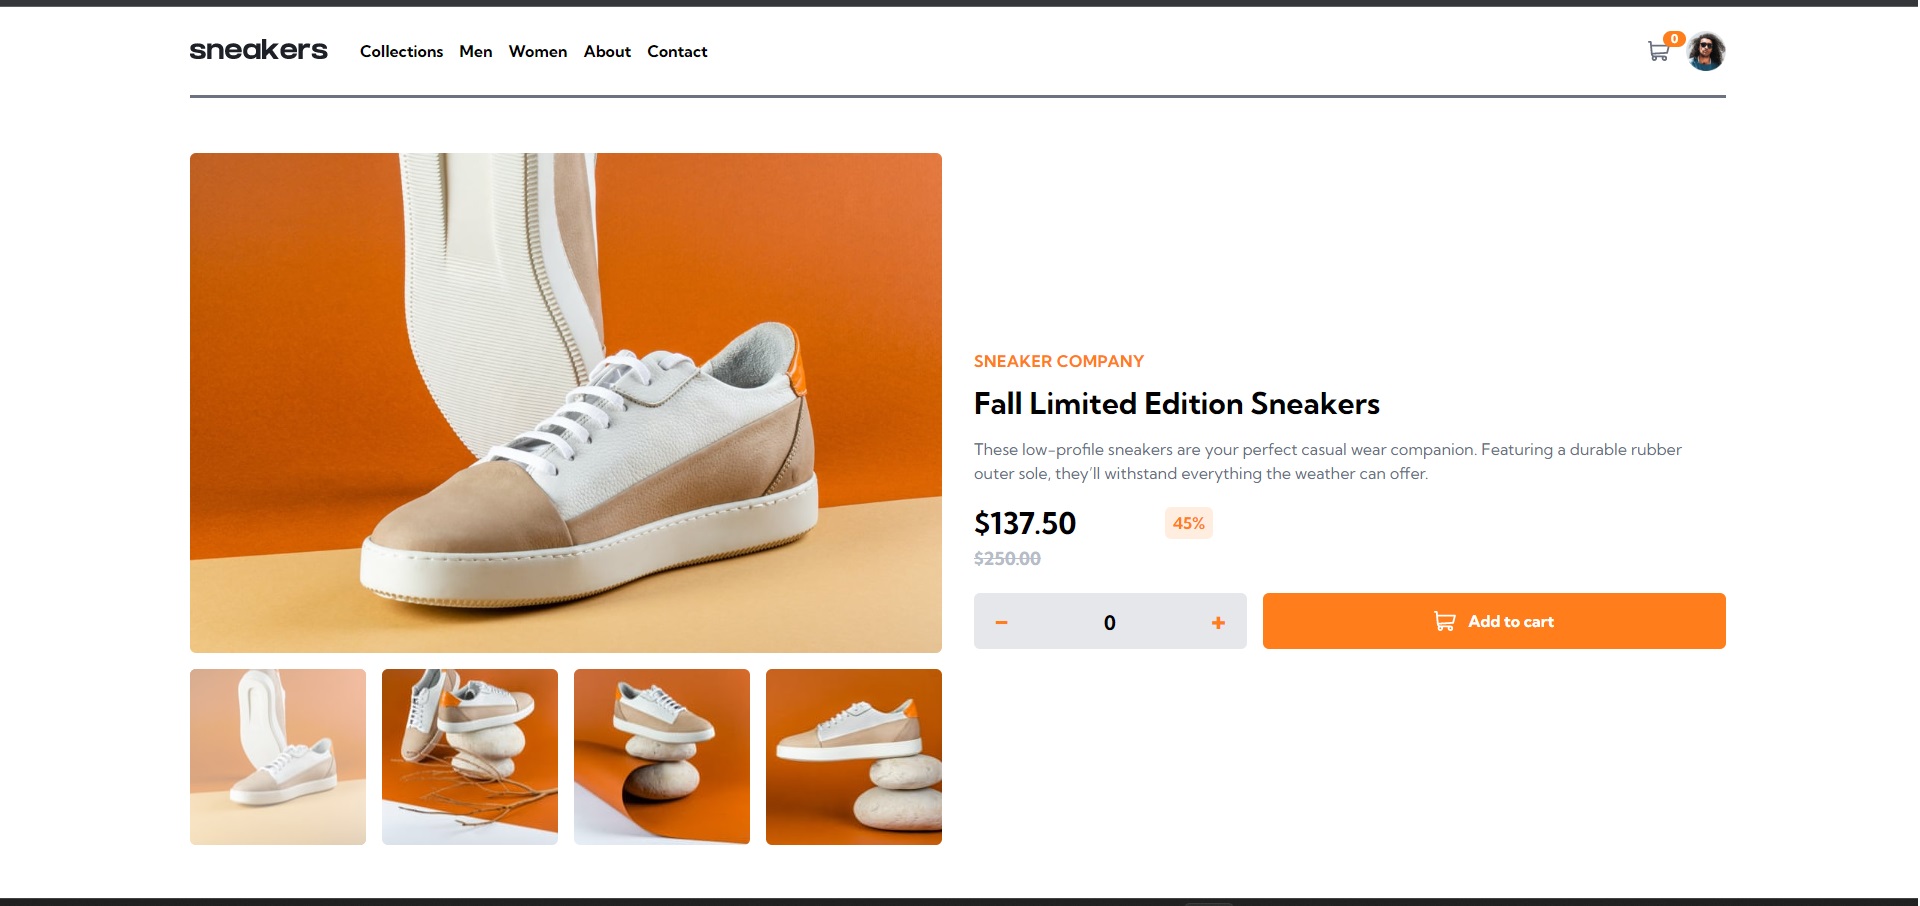 sneakers Collections Men Women About Contact 0
SNEAKER COMPANY
Fall Limited Edition Sneakers
These low-profile sneakers are your perfect casual wear companion. Featuring a durable rubber
outer sole, they’ll withstand everything the weather can offer.
$137.50 45%
$250.00
− 0 + Add to cart